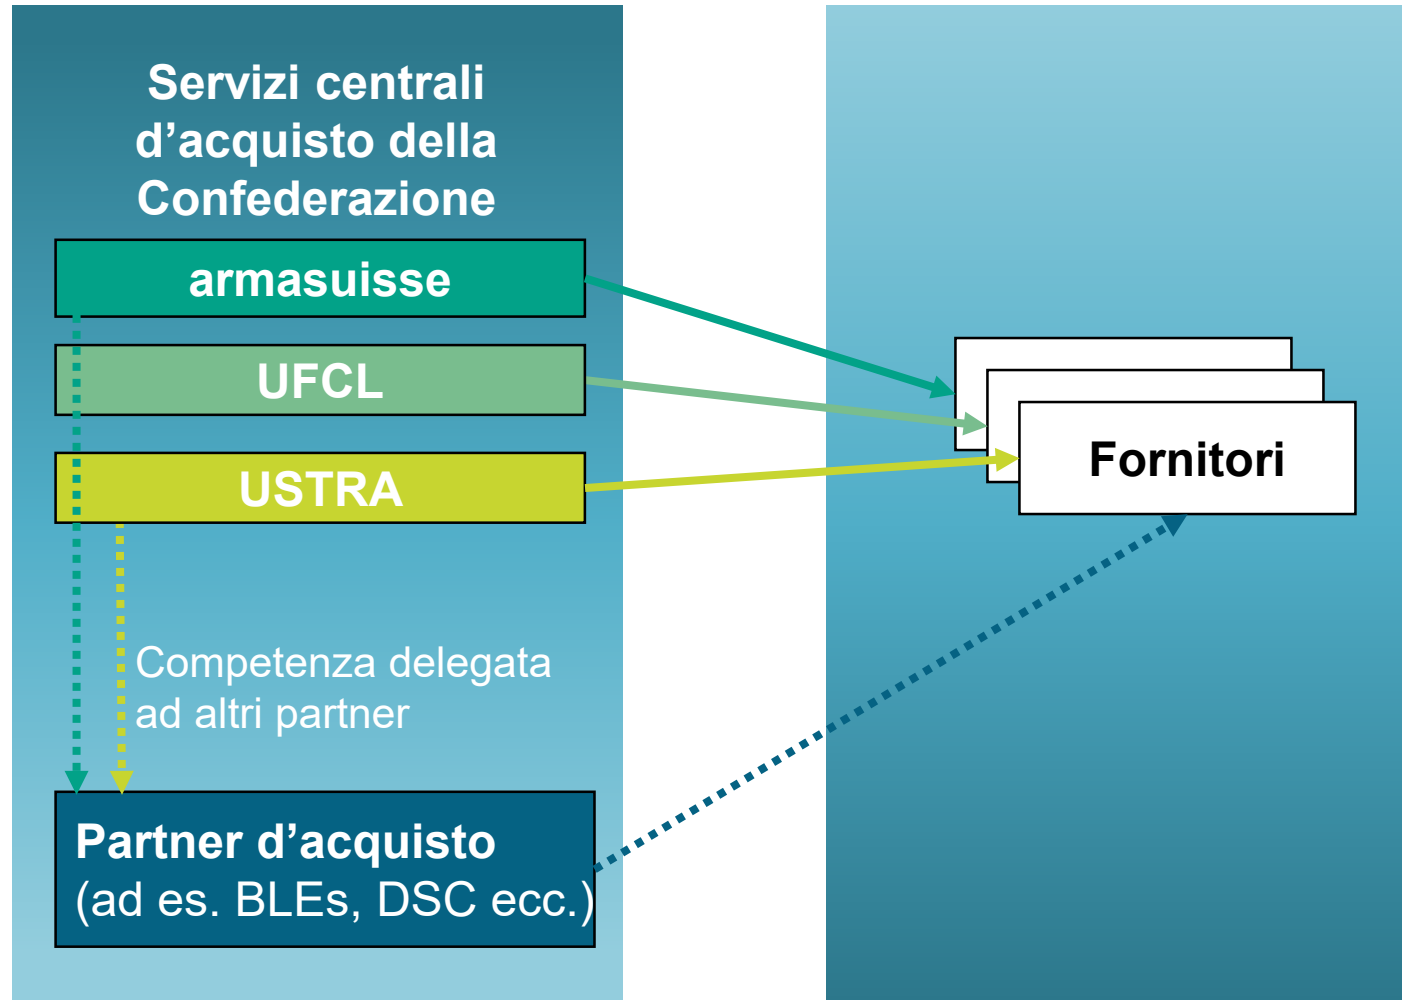 Servizi centrali
d’acquisto della
Confederazione
armasuisse
UFCL
USTRA
Fornitori
Competenza delegata
ad altri partner
Partner d’acquisto
(ad es. BLEs, DSC ecc.)